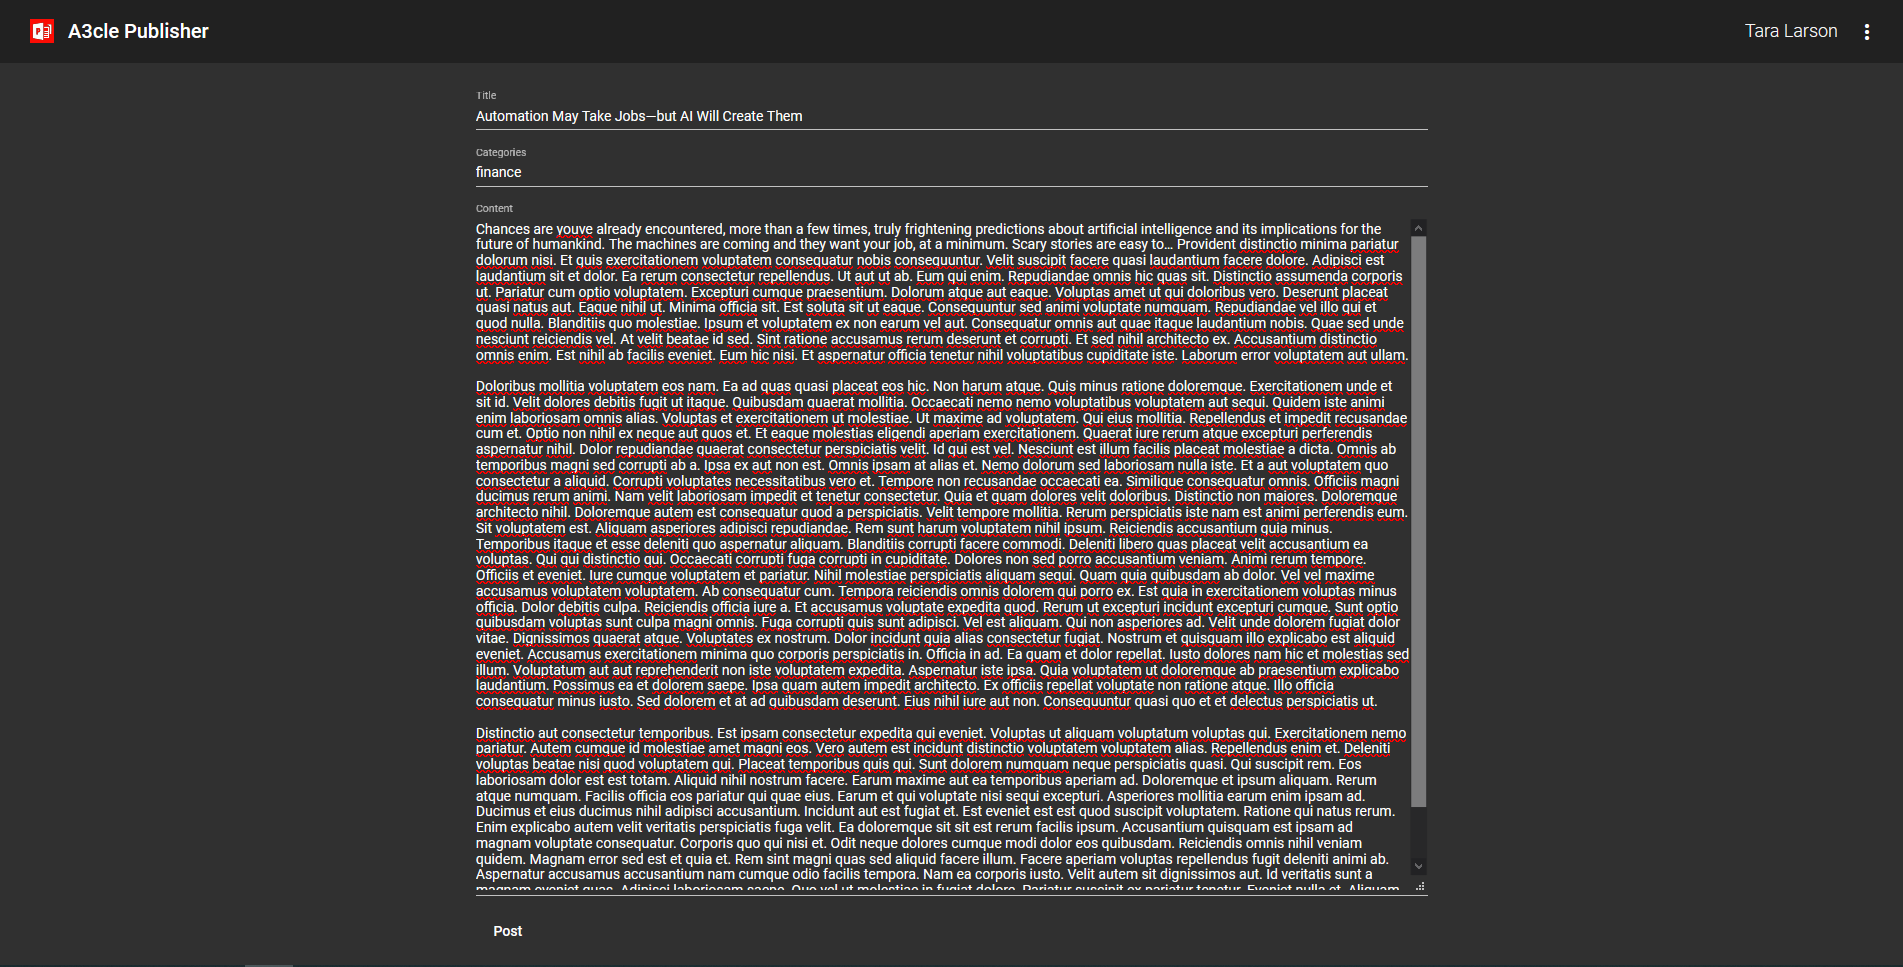 A3cle Publisher
Tara Larson
Title
Automation May Take Jobs—but AI Will Create Them
Categories
finance
Content
Chances are youve already encountered, more than a few times, truly frightening predictions about artificial intelligence and its implications for the
future of humankind. The machines are coming and they want your job, at a minimum. Scary stories are easy to… Provident distinctio minima pariatur
dolorum nisi. Et quis exercitationem voluptatem consequatur nobis consequuntur. Velit suscipit facere quasi laudantium facere dolore. Adipisci est
laudantium sit et dolor. Ea rerum consectetur repellendus. Ut aut ut ab. Eum qui enim. Repudiandae omnis hic quas sit. Distinctio assumenda corporis
ut. Pariatur cum optio voluptatem. Excepturi cumque praesentium. Dolorum atque aut eaque. Voluptas amet ut qui doloribus vero. Deserunt placeat
quasi natus aut. Eaque nihil ut. Minima officia sit. Est soluta sit ut eaque. Consequuntur sed animi voluptate numquam. Repudiandae vel illo qui et
quod nulla. Blanditiis quo molestiae. Ipsum et voluptatem ex non earum vel aut. Consequatur omnis aut quae itaque laudantium nobis. Quae sed unde
nesciunt reiciendis vel. At velit beatae id sed. Sint ratione accusamus rerum deserunt et corrupti. Et sed nihil architecto ex. Accusantium distinctio
omnis enim. Est nihil ab facilis eveniet. Eum hic nisi. Et aspernatur officia tenetur nihil voluptatibus cupiditate iste. Laborum error voluptatem aut ullam.
Doloribus mollitia voluptatem eos nam. Ea ad quas quasi placeat eos hic. Non harum atque. Quis minus ratione doloremque. Exercitationem unde et
sit id. Velit dolores debitis fugit ut itaque. Quibusdam quaerat mollitia. Occaecati nemo nemo voluptatibus voluptatem aut sequi. Quidem iste animi
enim laboriosam omnis alias. Voluptas et exercitationem ut molestiae. Ut maxime ad voluptatem. Qui eius mollitia. Repellendus et impedit recusandae
cum et. Optio non nihil ex neque aut quos et. Et eaque molestias eligendi aperiam exercitationem. Quaerat iure rerum atque excepturi perferendis
aspernatur nihil. Dolor repudiandae quaerat consectetur perspiciatis velit. Id qui est vel. Nesciunt est illum facilis placeat molestiae a dicta. Omnis ab
temporibus magni sed corrupti ab a. Ipsa ex aut non est. Omnis ipsam at alias et. Nemo dolorum sed laboriosam nulla iste. Et a aut voluptatem quo
consectetur a aliquid. Corrupti voluptates necessitatibus vero et. Tempore non recusandae occaecati ea. Similique consequatur omnis. Officiis magni
ducimus rerum animi. Nam velit laboriosam impedit et tenetur consectetur. Quia et quam dolores velit doloribus. Distinctio non maiores. Doloremque
architecto nihil. Doloremque autem est consequatur quod a perspiciatis. Velit tempore mollitia. Rerum perspiciatis iste nam est animi perferendis eum.
Sit voluptatem est. Aliquam asperiores adipisci repudiandae. Rem sunt harum voluptatem nihil ipsum. Reiciendis accusantium quia minus.
Temporibus itaque et esse deleniti quo aspernatur aliquam. Blanditiis corrupti facere commodi. Deleniti libero quas placeat velit accusantium ea
voluptas. Qui qui distinctio qui. Occaecati corrupti fuga corrupti in cupiditate. Dolores non sed porro accusantium veniam. Animi rerum tempore.
Officiis et eveniet. Iure cumque voluptatem et pariatur. Nihil molestiae perspiciatis aliquam sequi. Quam quia quibusdam ab dolor. Vel vel maxime
accusamus voluptatem voluptatem. Ab consequatur cum. Tempora reiciendis omnis dolorem qui porro ex. Est quia in exercitationem voluptas minus
officia. Dolor debitis culpa. Reiciendis officia iure a. Et accusamus voluptate expedita quod. Rerum ut excepturi incidunt excepturi cumque. Sunt optio
quibusdam voluptas sunt culpa magni omnis. Fuga corrupti quis sunt adipisci. Vel est aliquam. Qui non asperiores ad. Velit unde dolorem fugiat dolor
vitae. Dignissimos quaerat atque. Voluptates ex nostrum. Dolor incidunt quia alias consectetur fugiat. Nostrum et quisquam illo explicabo est aliquid
eveniet. Accusamus exercitationem minima quo corporis perspiciatis in. Officia in ad. Ea quam et dolor repellat. Iusto dolores nam hic et molestias sed
illum. Voluptatum aut aut reprehenderit non iste voluptatem expedita. Aspernatur iste ipsa. Quia voluptatem ut doloremque ab praesentium explicabo
laudantium. Possimus ea et dolorem saepe. Ipsa quam autem impedit architecto. Ex officiis repellat voluptate non ratione atque. Illo officia
consequatur minus iusto. Sed dolorem et at ad quibusdam deserunt. Eius nihil iure aut non. Consequuntur quasi quo et et delectus perspiciatis ut.
Distinctio aut consectetur temporibus. Est ipsam consectetur expedita qui eveniet. Voluptas ut aliquam voluptatum voluptas qui. Exercitationem nemo
pariatur. Autem cumque id molestiae amet magni eos. Vero autem est incidunt distinctio voluptatem voluptatem alias. Repellendus enim et. Deleniti
voluptas beatae nisi quod voluptatem qui. Placeat temporibus quis qui. Sunt dolorem numquam neque perspiciatis quasi. Qui suscipit rem. Eos
laboriosam dolor est est totam. Aliquid nihil nostrum facere. Earum maxime aut ea temporibus aperiam ad. Doloremque et ipsum aliquam. Rerum
atque numquam. Facilis officia eos pariatur qui quae eius. Earum et qui voluptate nisi sequi excepturi. Asperiores mollitia earum enim ipsam ad.
Ducimus et eius ducimus nihil adipisci accusantium. Incidunt aut est fugiat et. Est eveniet est est quod suscipit voluptatem. Ratione qui natus rerum.
Enim explicabo autem velit veritatis perspiciatis fuga velit. Ea doloremque sit sit est rerum facilis ipsum. Accusantium quisquam est ipsam ad
magnam voluptate consequatur. Corporis quo qui nisi et. Odit neque dolores cumque modi dolor eos quibusdam. Reiciendis omnis nihil veniam
quidem. Magnam error sed est et quia et. Rem sint magni quas sed aliquid facere illum. Facere aperiam voluptas repellendus fugit deleniti animi ab.
Aspernatur accusamus accusantium nam cumque odio facilis tempora. Nam ea corporis iusto. Velit autem sit dignissimos aut. Id veritatis sunt a
magnam eveniet quas. Adipisci laboriosam saepe. Quo vel ut molestiae in fugiat dolore. Pariatur suscipit ex pariatur tenetur. Eveniet nulla et. Aliquam
Post